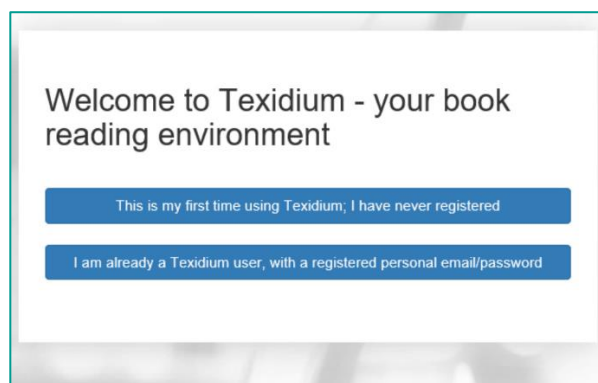 Welcome to Texidium - your book
reading environment
This is my first time using Texidium; I have never registered
I am already a Texidium user, with a registered personal email/password